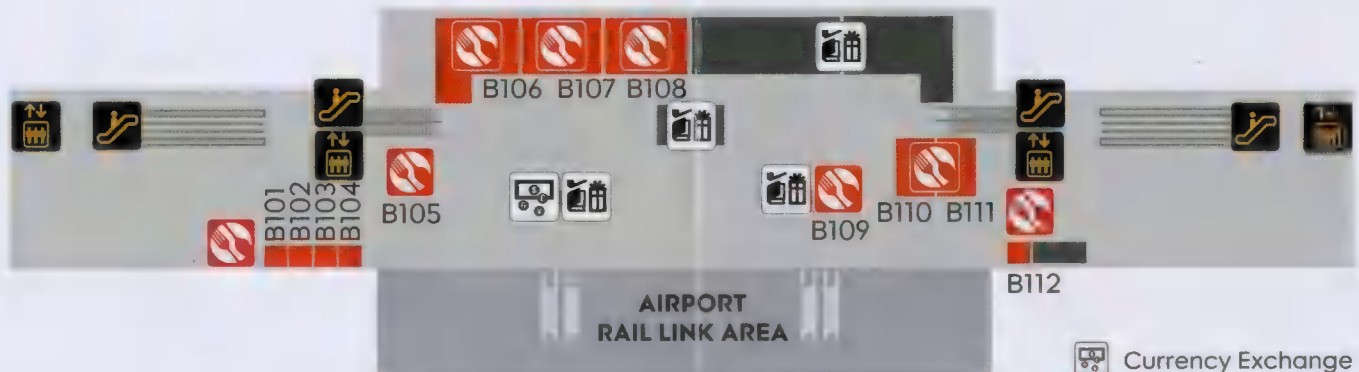 B106 B107 B108
B101
B102
B103
B104
B105
B109
B110 B111
B112
AIRPORT
RAIL LINK AREA
Currency Exchange